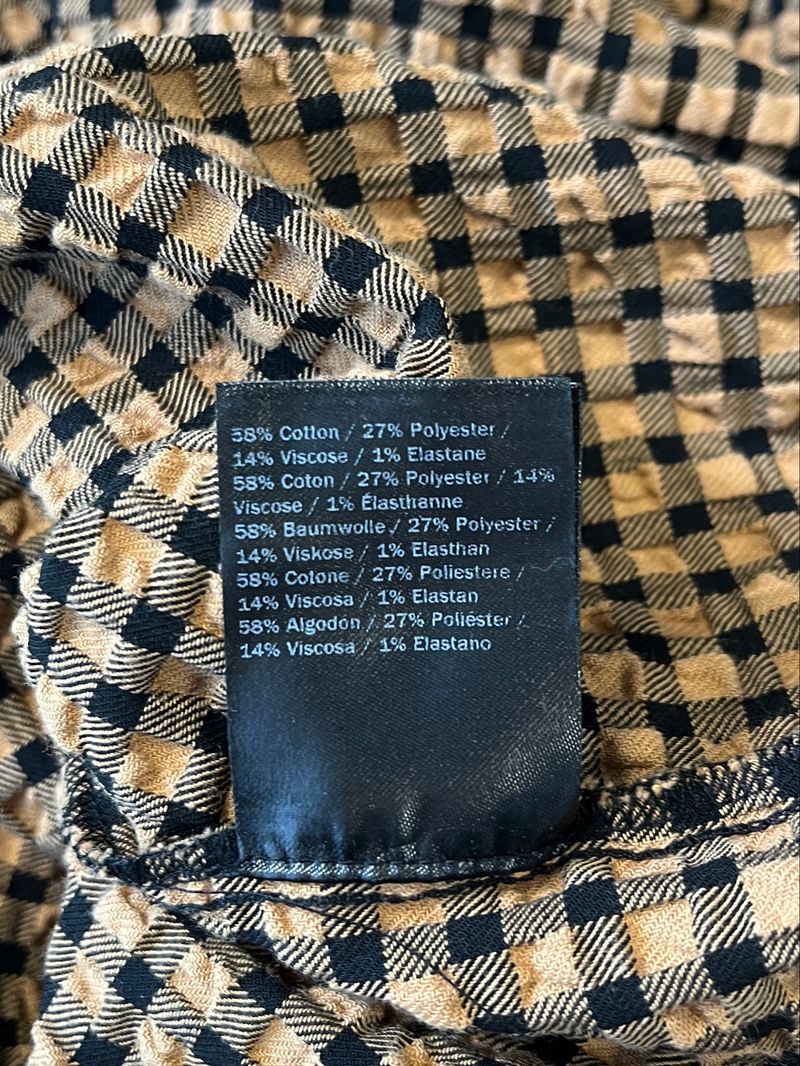 58% Cotton / 27% Polyester /
14% Viscose / 1% Elastane
58% Coton / 27% Polyester / 14%
Viscose / 1% Élasthanne
58% Baumwolle / 27% Polyester /
14% Viskose / 1% Elasthan
58% Cotone / 27% Poliestere /
14% Viscosa / 1% Elastan
58% Algodón / 27% Poliéster /
14% Viscosa / 1% Elastano